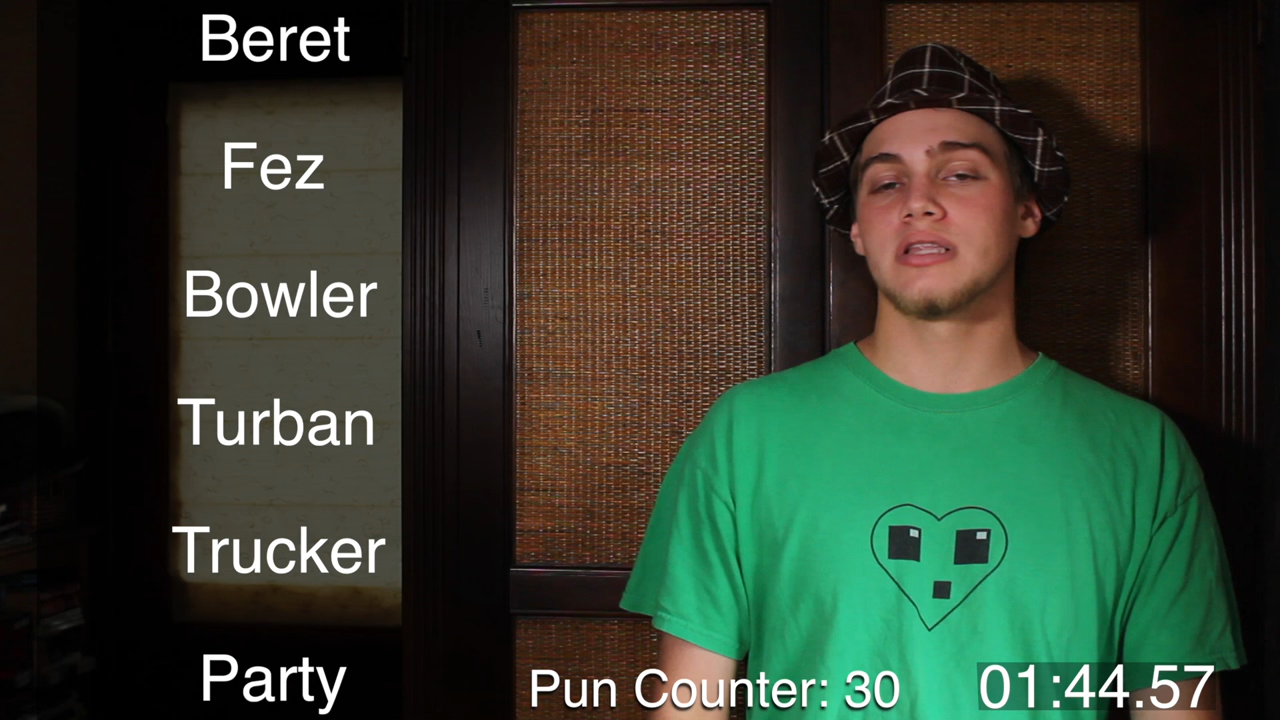 Beret
Fez
Bowler
Turban
Trucker
Party
Pun Counter: 30
01:44.57